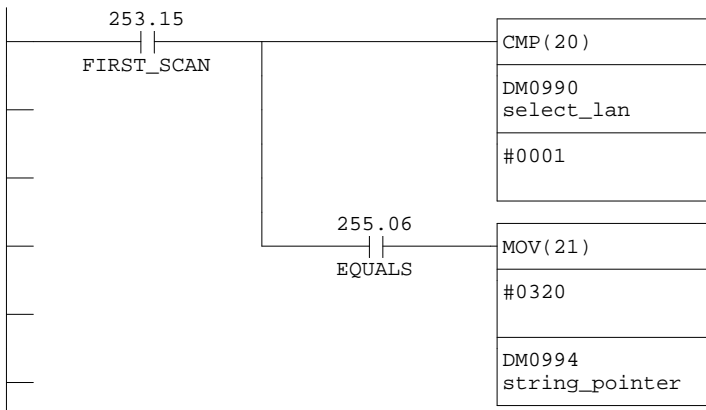 253.15
FIRST_SCAN
CMP(20)
DM0990
select_lan
#0001
255.06
EQUALS
MOV(21)
#0320
DM0994
string_pointer